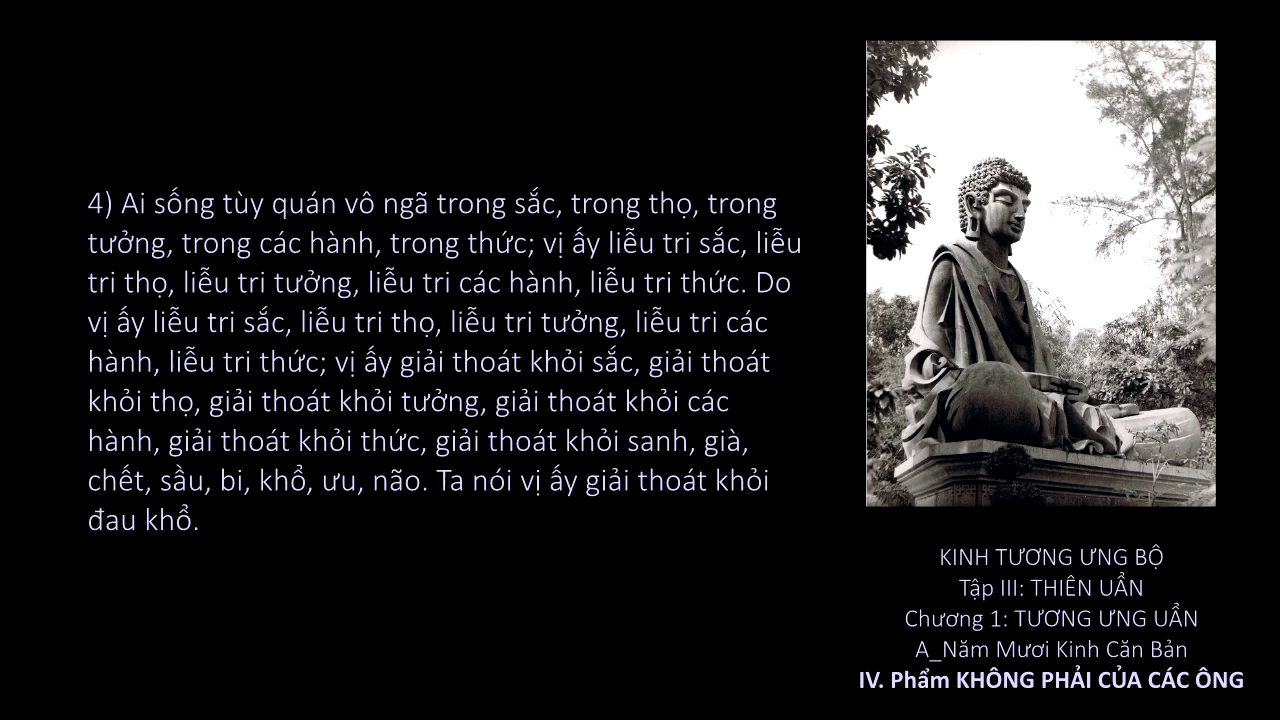 4) Ai sống tùy quán vô ngã trong sắc, trong thọ, trong
tưởng, trong các hành, trong thức; vị ấy liễu tri sắc, liễu
tri thọ, liễu tri tưởng, liễu tri các hành, liễu tri thức. Do
vị ấy liễu tri sắc, liễu tri thọ, liễu tri tưởng, liễu tri các
hành, liễu tri thức; vị ấy giải thoát khỏi sắc, giải thoát
khỏi thọ, giải thoát khỏi tưởng, giải thoát khỏi các
hành, giải thoát khỏi thức, giải thoát khỏi sanh, già,
chết, sầu, bi, khổ, ưu, não. Ta nói vị ấy giải thoát khỏi
đau khổ.
KINH TƯƠNG ƯNG BỘ
Tập III: THIÊN UẨN
Chương 1: TƯƠNG ƯNG UẨN
A_Năm Mươi Kinh Căn Bản
IV. Phẩm KHÔNG PHẢI CỦA CÁC ÔNG